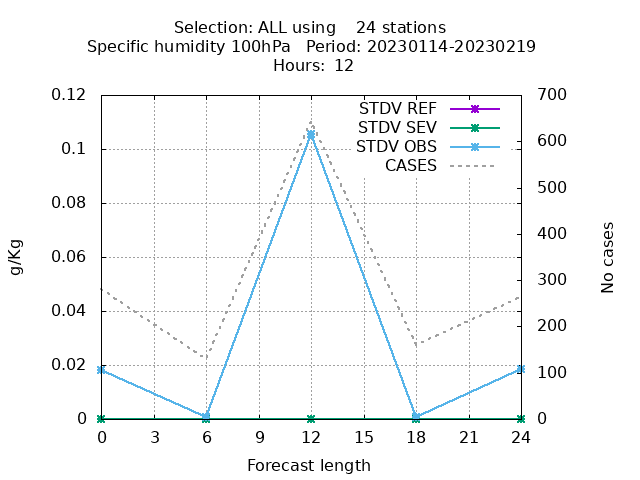 Selection: ALL using    24 stations
Specific humidity 100hPa   Period: 20230114-20230219
Hours: 12
0.12
0.1
0.08
0.06
0.04
0.02
0
g/Kg
STDV REF
STDV SEV
STDV OBS
CASES
700
600
500
400
300
200
100
0
No cases
0 3 6 9 12 15 18 21 24
Forecast length